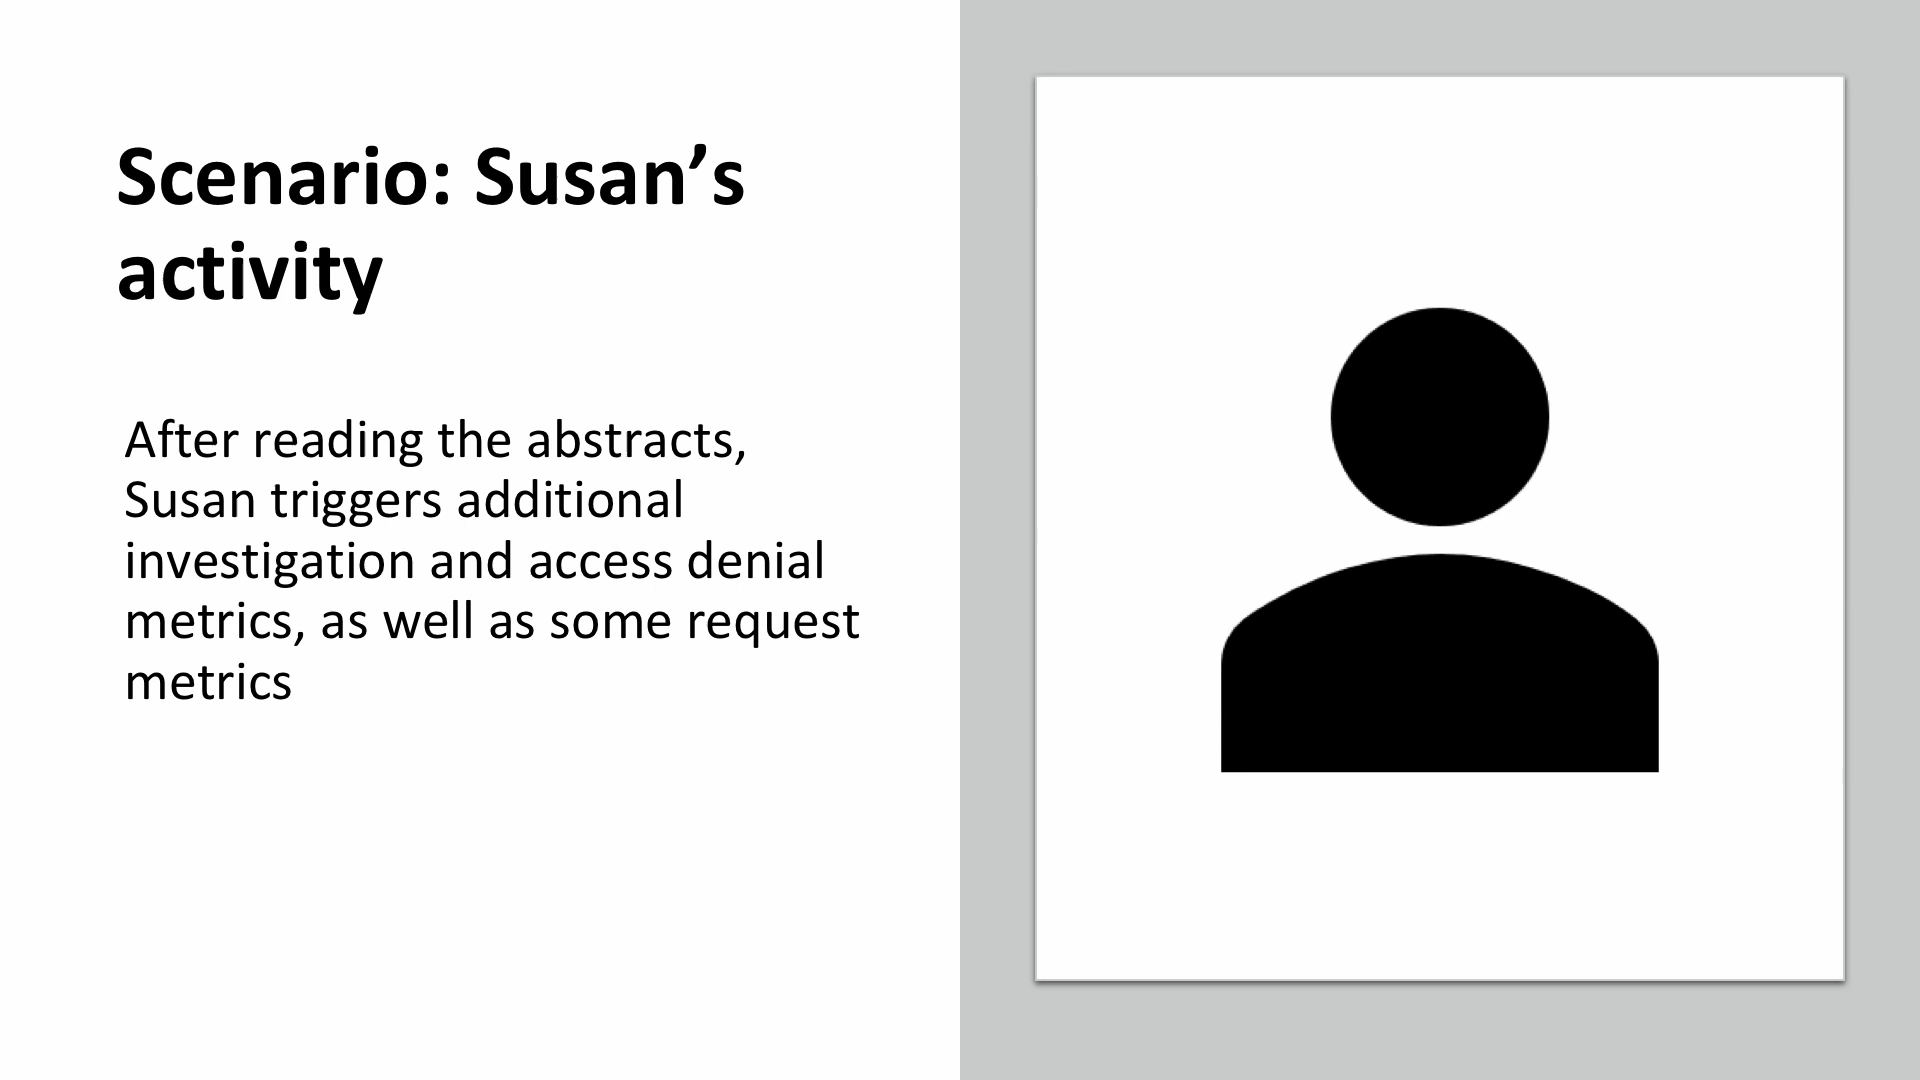 Scenario: Susan’s
activity
After reading the abstracts,
Susan triggers additional
investigation and access denial
metrics, as well as some request
metrics